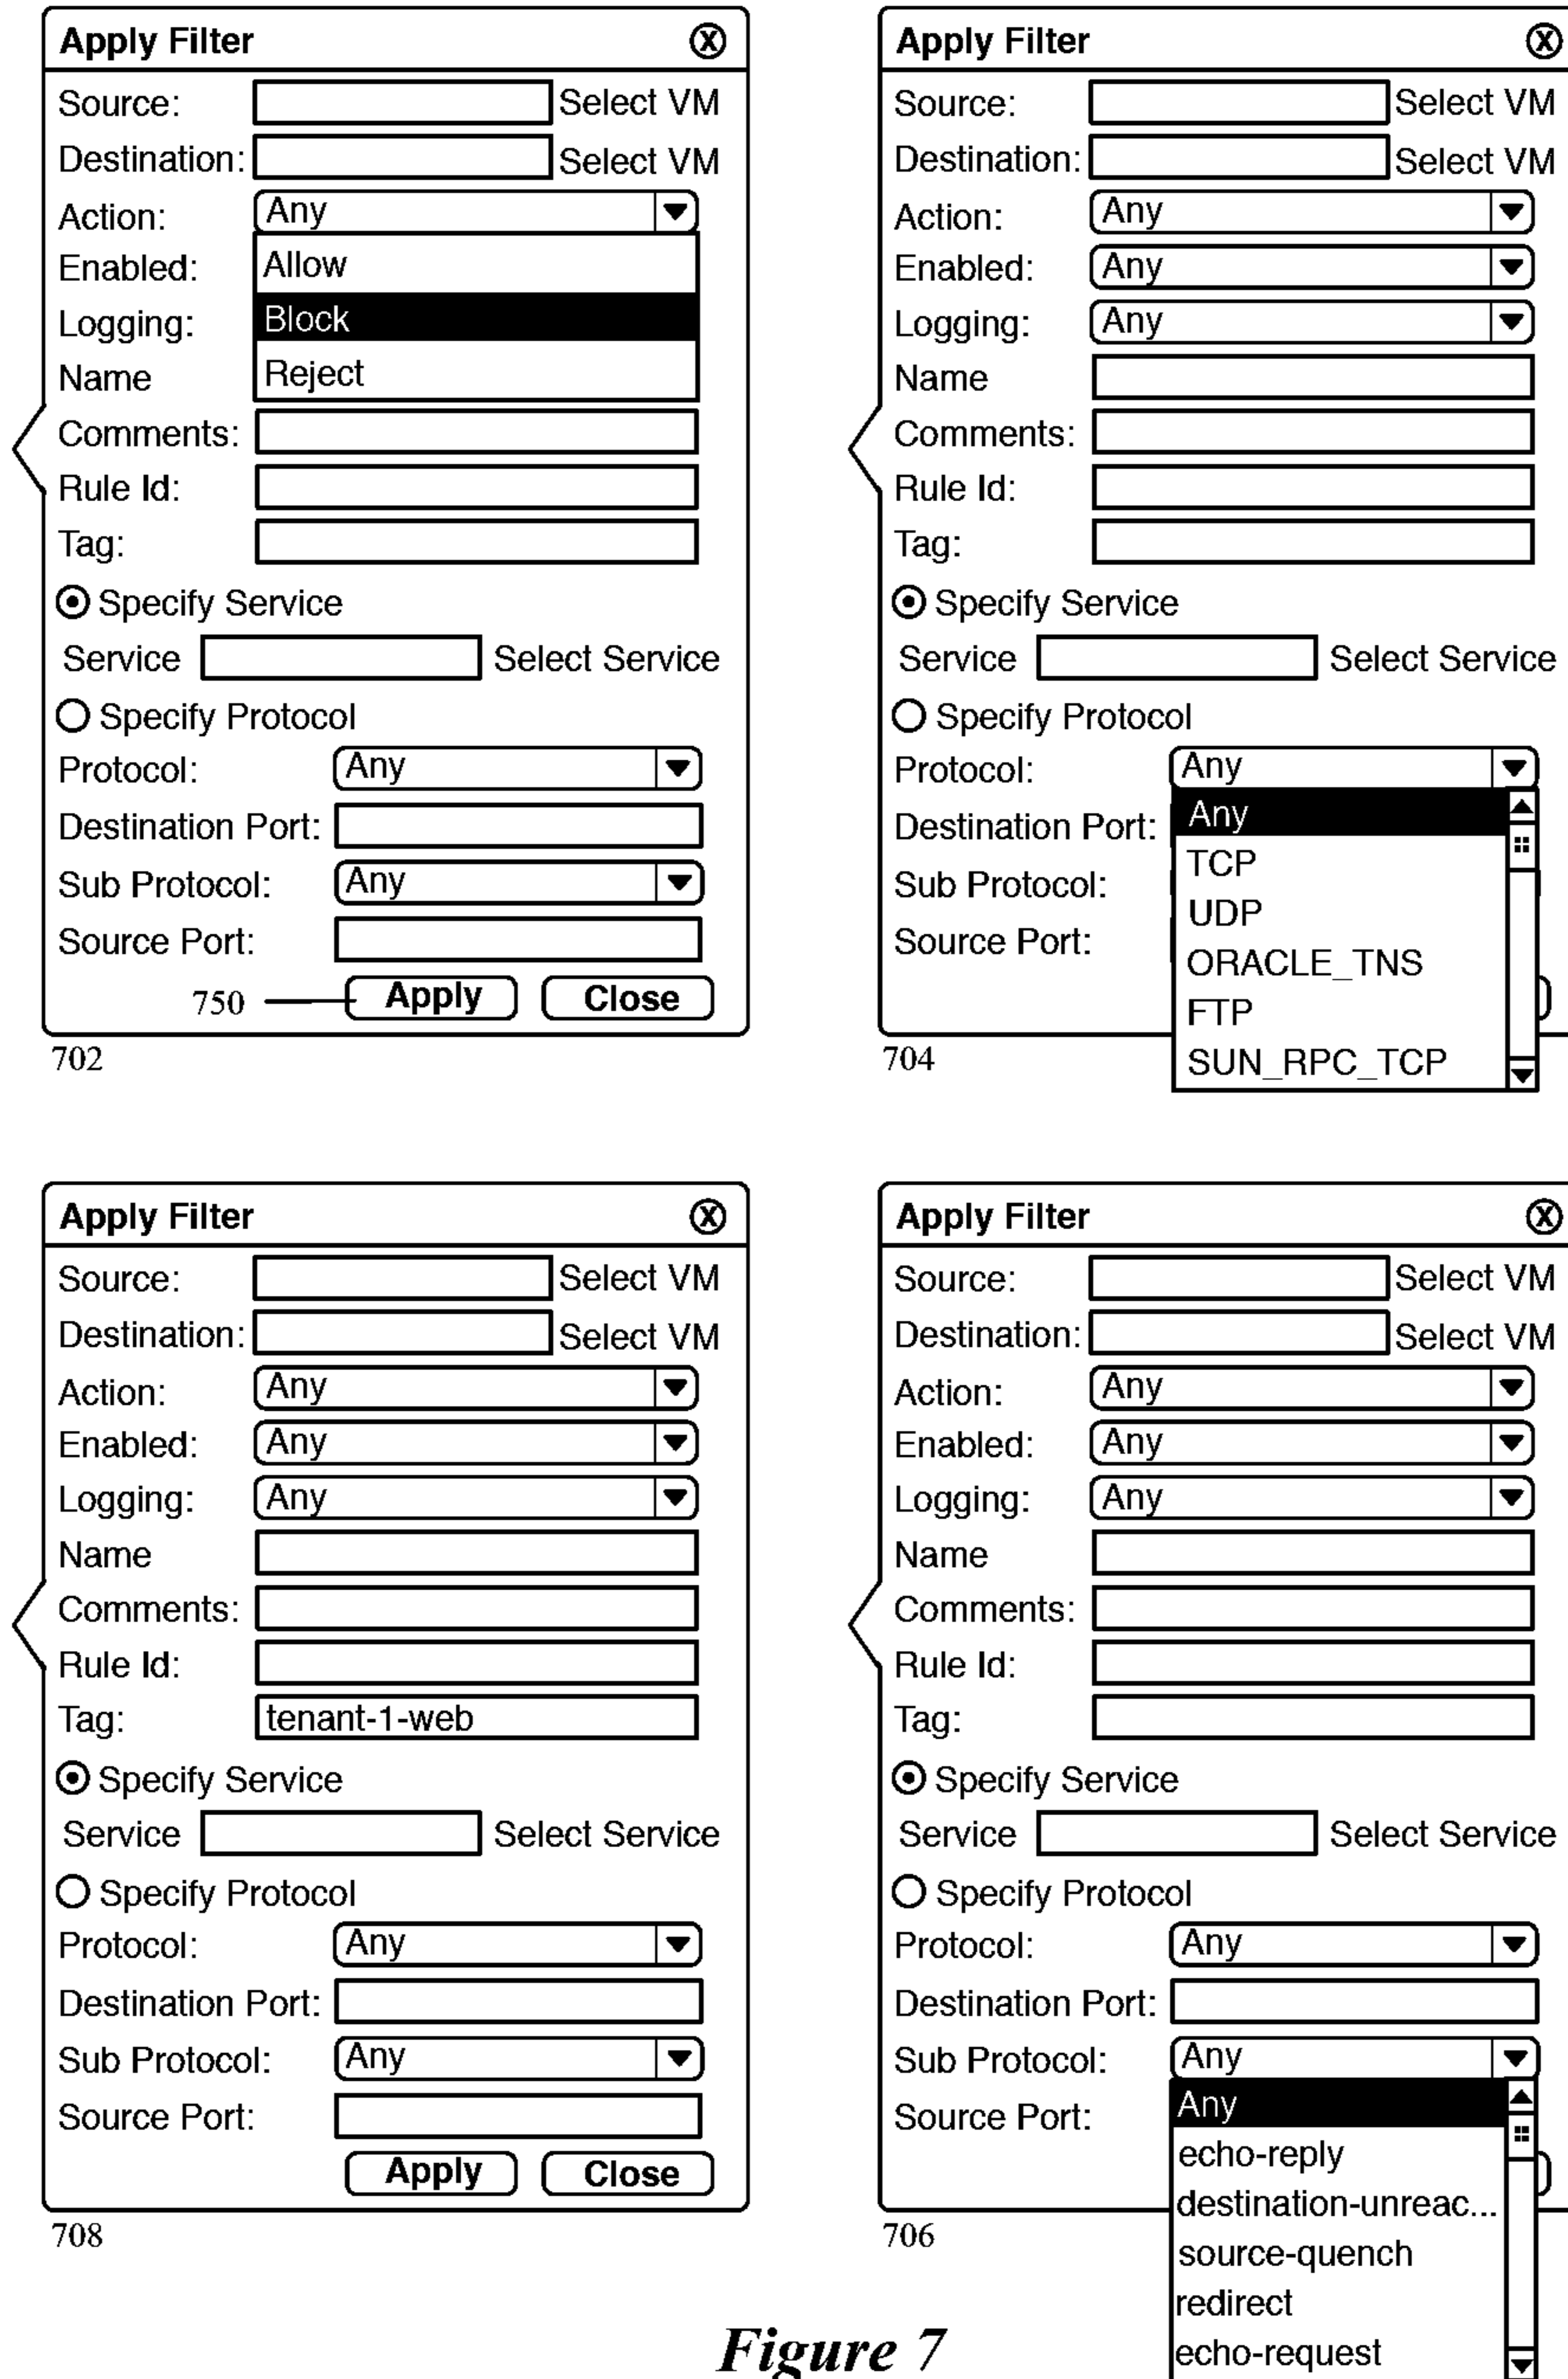 Apply Filter
Source: Select VM
Destination: Select VM
Action: Any
Enabled: Allow
Logging: Block
Name Reject
Comments:
Rule Id:
Tag:
Specify Service
Service Select Service
Specify Protocol
Protocol: Any
Destination Port:
Sub Protocol: Any
Source Port:
750 Apply Close
702
Apply Filter
Source: Select VM
Destination: Select VM
Action: Any
Enabled: Any
Logging: Any
Name
Comments:
Rule Id:
Tag:
Specify Service
Service Select Service
Specify Protocol
Protocol: Any
Destination Port: Any
TCP
Sub Protocol:
UDP
Source Port: ORACLE_TNS
FTP
SUN_RPC_TCP
704
Apply Filter
Source: Select VM
Destination: Select VM
Action: Any
Enabled: Any
Logging: Any
Name
Comments:
Rule Id:
Tag: tenant-1-web
Specify Service
Service Select Service
Specify Protocol
Protocol: Any
Destination Port:
Sub Protocol: Any
Source Port:
Apply Close
708
Apply Filter
Source: Select VM
Destination: Select VM
Action: Any
Enabled: Any
Logging: Any
Name
Comments:
Rule Id:
Tag:
Specify Service
Service Select Service
Specify Protocol
Protocol: Any
Destination Port:
Sub Protocol: Any
Source Port: Any
echo-reply
destination-unreac...
source-quench
redirect
echo-request
706
Figure 7